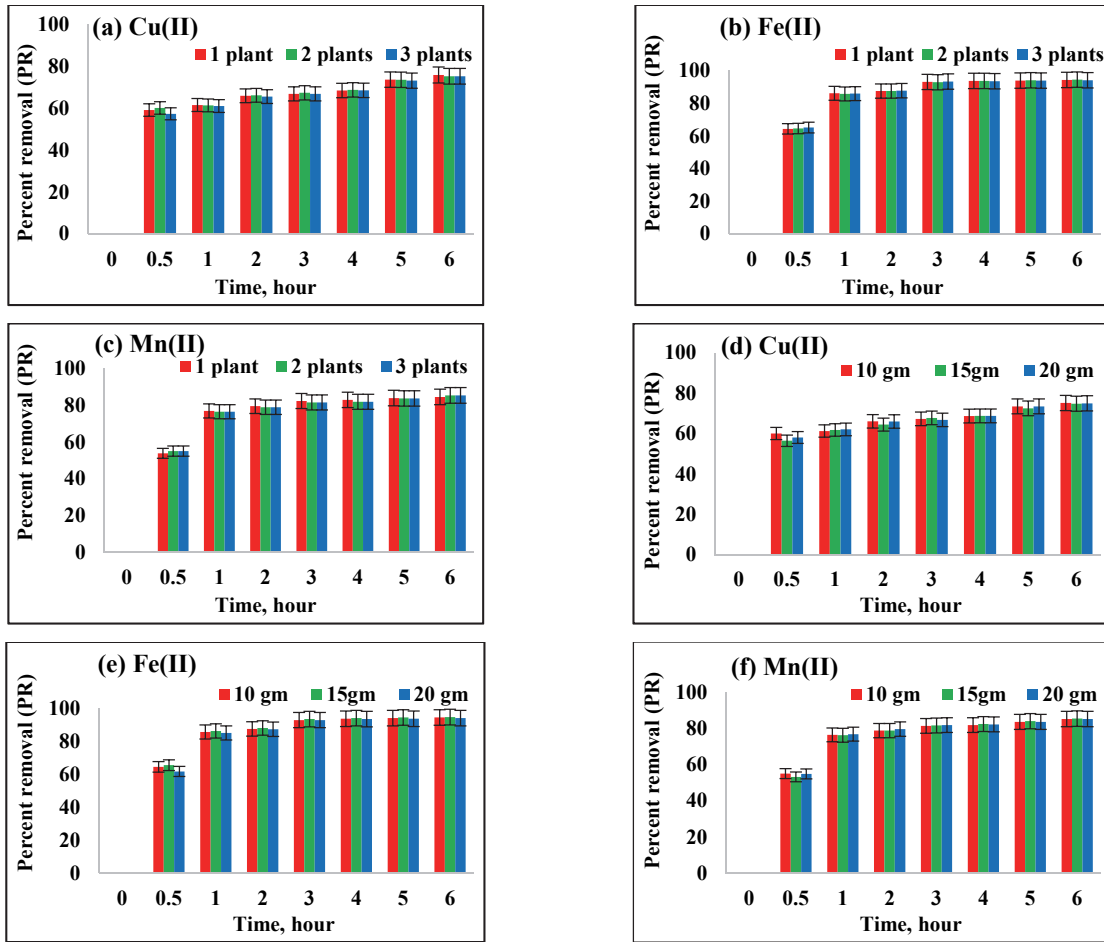 (a) Cu(II)
1 plant 2 plants 3 plants
Percent removal (PR)
100
80
60
40
20
0
0 0.5 1 2 3 4 5 6
Time, hour
(b) Fe(II)
1 plant 2 plants 3 plants
Percent removal (PR)
100
80
60
40
20
0
0 0.5 1 2 3 4 5 6
Time, hour
(c) Mn(II)
1 plant 2 plants 3 plants
Percent removal (PR)
100
80
60
40
20
0
0 0.5 1 2 3 4 5 6
Time, hour
(d) Cu(II)
10 gm 15gm 20 gm
Percent removal (PR)
100
80
60
40
20
0
0 0.5 1 2 3 4 5 6
Time, hour
(e) Fe(II)
10 gm 15gm 20 gm
Percent removal (PR)
100
80
60
40
20
0
0 0.5 1 2 3 4 5 6
Time, hour
(f) Mn(II)
10 gm 15gm 20 gm
Percent removal (PR)
100
80
60
40
20
0
0 0.5 1 2 3 4 5 6
Time, hour